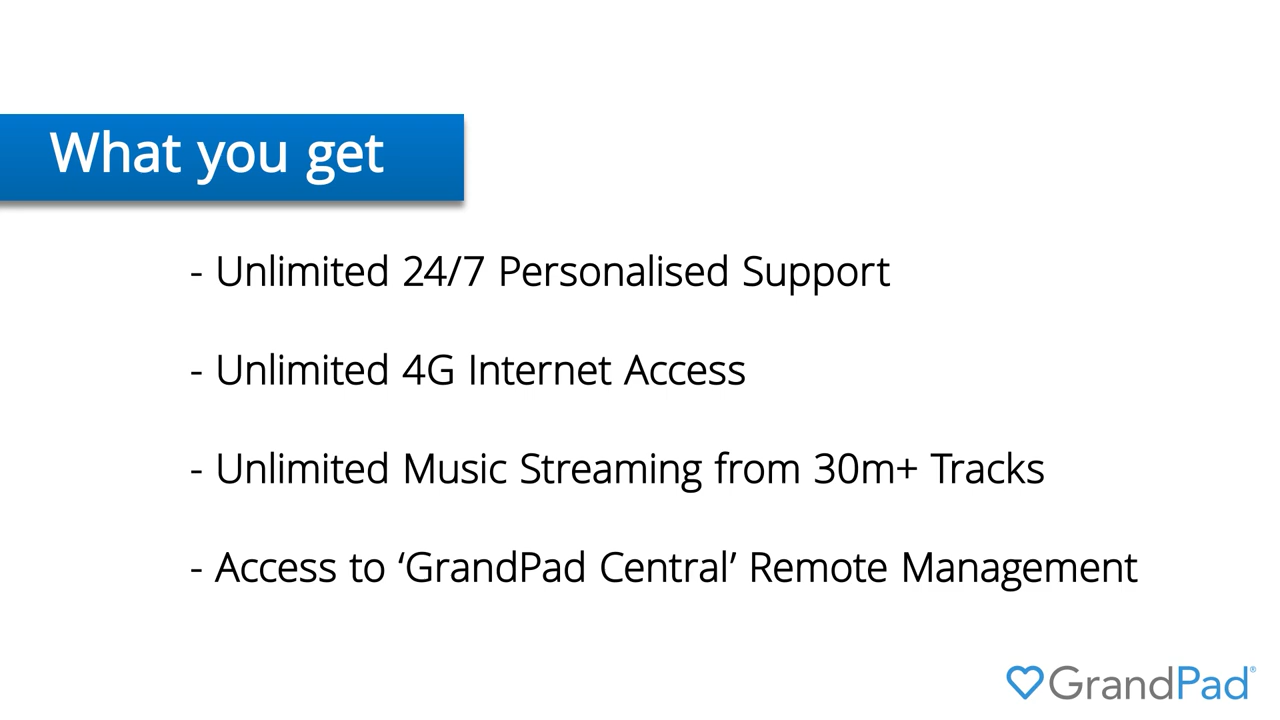 What you get
- Unlimited 24/7 Personalised Support
- Unlimited 4G Internet Access
- Unlimited Music Streaming from 30m+ Tracks
- Access to ‘GrandPad Central’ Remote Management
GrandPad®